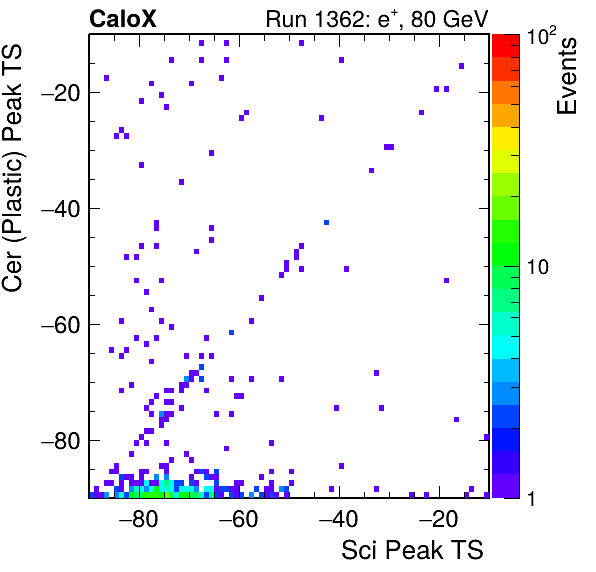 CaloX Run 1362: e⁺, 80 GeV
Cer (Plastic) Peak TS
−20
−40
−60
−80
−80 −60 −40 −20
Sci Peak TS
10²
10
1
Events